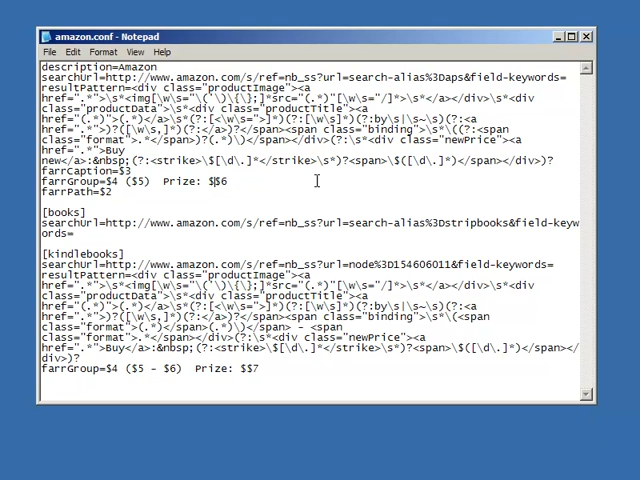 amazon.conf - Notepad
File Edit Format View Help
description=Amazon
searchUrl=http://www.amazon.com/s/ref=nb_ss?url=search-alias%3Daps&field-keywords=
resultPattern=<div class="productImage"><a
href=".*">\s*<img[\w\s="\(`\)\{\};]*src="(.*)"[\w\s="/]*>\s*</a></div>\s*<div
class="productData">\s*<div class="productTitle"><a
href="(.*)">(.*)</a>\s*(?:[<\w\s=">]*)(?:[\w\s]*)(?:by\s|\s~\s)(?:<a
href=".*">)?([\w\s,]*)(?:</a>)?</span><span class="binding">\s*\((?:<span
class="format">.*)(.*)\)</span>\s*</div>(?:\s*<div class="newPrice"><a
href=".*">Buy
new</a>:&nbsp;(?:<strike>\$[\d\.]*</strike>\s*)?<span>\$([\d\.]*)</span></div>)?
farrCaption=$3
farrGroup=$4 ($5)  Prize: $$6
farrPath=$2
[books]
searchUrl=http://www.amazon.com/s/ref=nb_ss?url=search-alias%3Dstripbooks&field-keyw
ords=
[kindlebooks]
searchUrl=http://www.amazon.com/s/ref=nb_ss?url=node%3D154606011&field-keywords=
resultPattern=<div class="productImage"><a
href=".*">\s*<img[\w\s="\(`\)\{\};]*src="(.*)"[\w\s="/]*>\s*</a></div>\s*<div
class="productData">\s*<div class="productTitle"><a
href="(.*)">(.*)</a>\s*(?:[<\w\s=">]*)(?:[\w\s]*)(?:by\s|\s~\s)(?:<a
href=".*">)?([\w\s,]*)(?:</a>)?</span><span class="binding">\s*\(<span
class="format">(.*)</span>(.*)\)</span> - <span
class="format">.*</span></div>(?:\s*<div class="newPrice"><a
href=".*">Buy</a>:&nbsp;(?:<strike>\$[\d\.]*</strike>\s*)?<span>\$([\d\.]*)</span></
div>)?
farrGroup=$4 ($5 - $6)  Prize: $$7